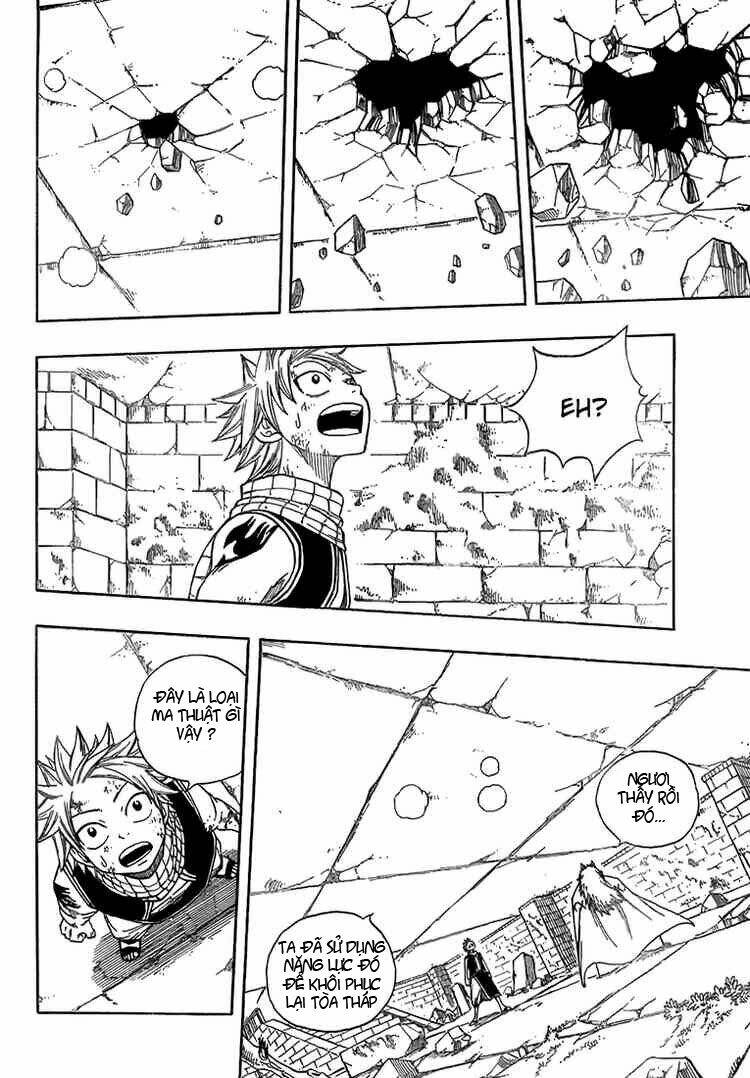 EH?
ĐÂY LÀ LOẠI
MA THUẬT GÌ
VẬY ?
NGƯƠI
THẤY RỒI
ĐÓ...
TA ĐÃ SỬ DỤNG
NĂNG LỰC ĐÓ
ĐỂ KHÔI PHỤC
LẠI TÒA THÁP